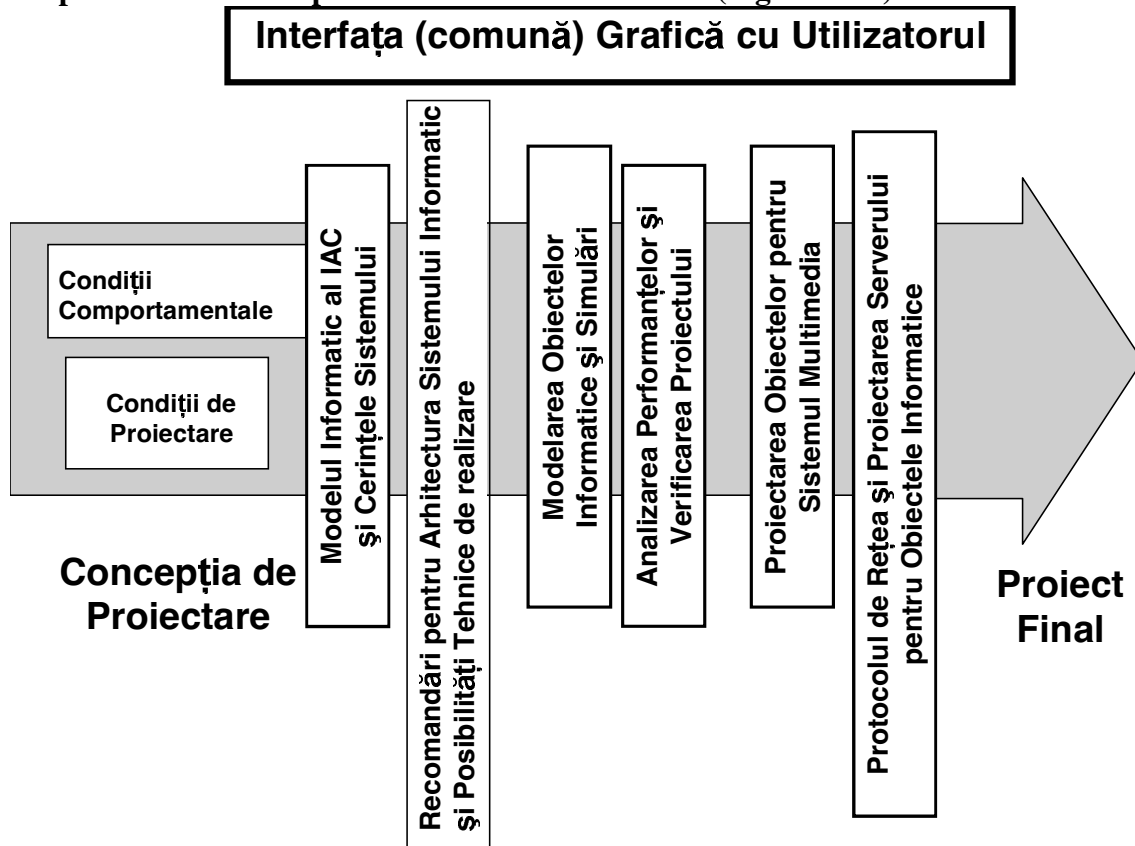 Interfața (comună) Grafică cu Utilizatorul
Condiții
Comportamentale
Condiții de
Proiectare
Concepția de
Proiectare
Modelul Informatic al IAC
și Cerințele Sistemului
Recomandări pentru Arhitectura Sistemului Informatic
și Posibilități Tehnice de realizare
Modelarea Obiectelor
Informatice și Simulări
Analizarea Performanțelor și
Verificarea Proiectului
Proiectarea Obiectelor pentru
Sistemul Multimedia
Protocolul de Rețea și Proiectarea Serverului
pentru Obiectele Informatice
Proiect
Final